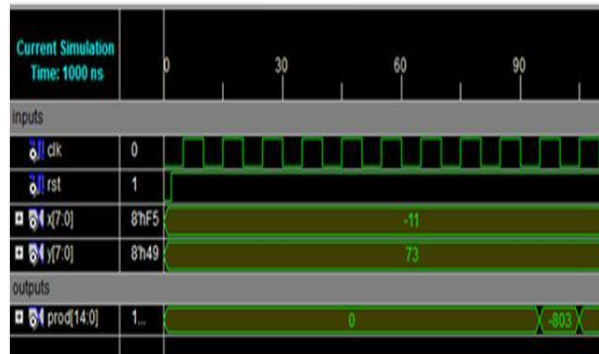 Current Simulation
Time: 1000 ns
0 30 60 90
inputs
clk 0
rst 1
x[7:0] 8'hF5 -11
y[7:0] 8'h49 73
outputs
prod[14:0] 1... 0 -803